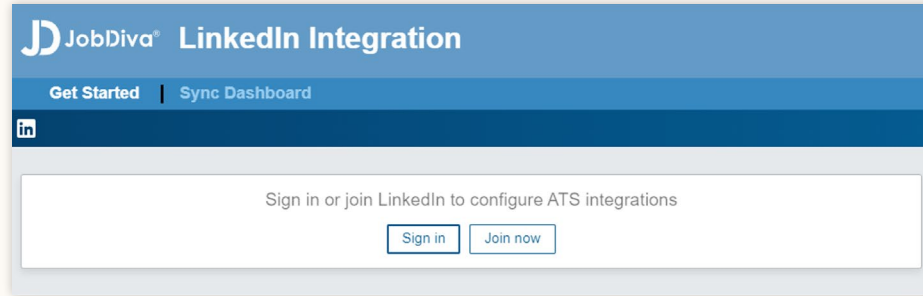 JD JobDiva® LinkedIn Integration
Get Started | Sync Dashboard
in
Sign in or join LinkedIn to configure ATS integrations
Sign in Join now